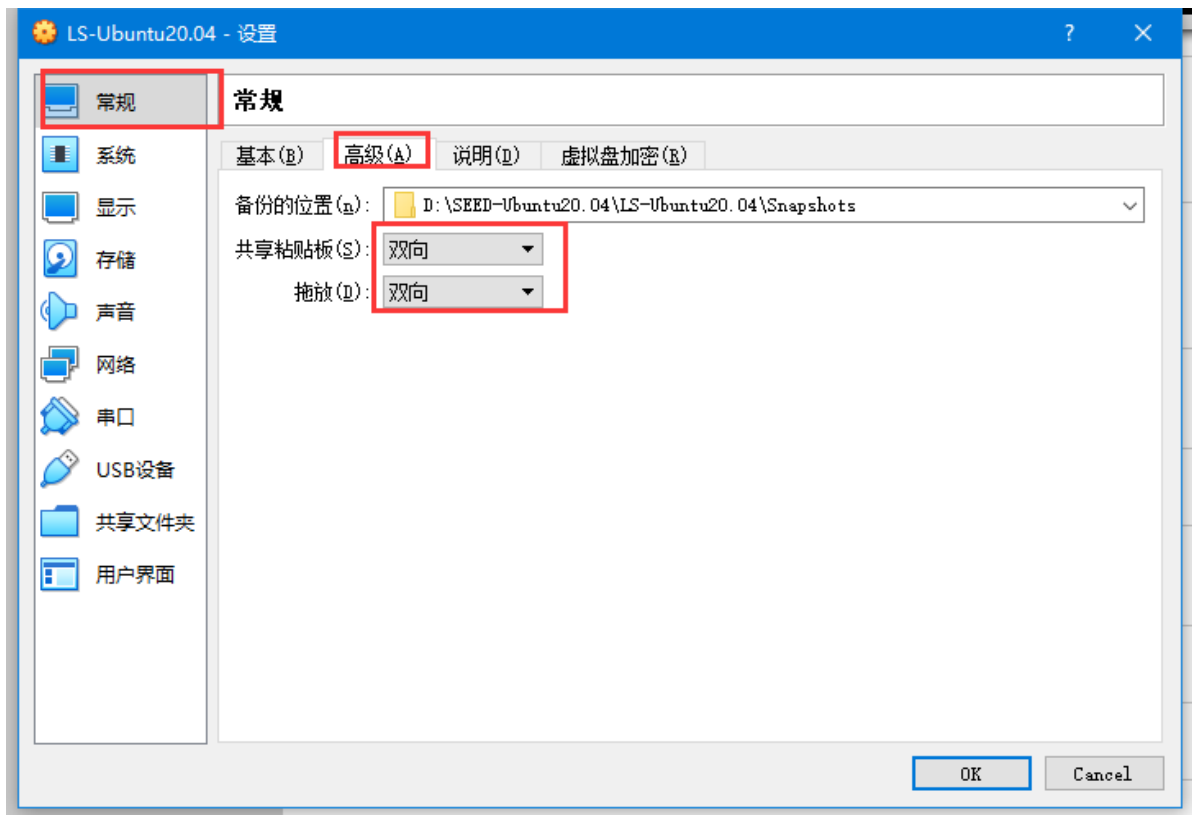 LS-Ubuntu20.04 - 设置
常规
系统
显示
存储
声音
网络
串口
USB设备
共享文件夹
用户界面
常规
基本(B) 高级(A) 说明(D) 虚拟盘加密(R)
备份的位置(n): D:\SEED-Ubuntu20.04\LS-Ubuntu20.04\Snapshots
共享粘贴板(S): 双向
拖放(D): 双向
OK Cancel